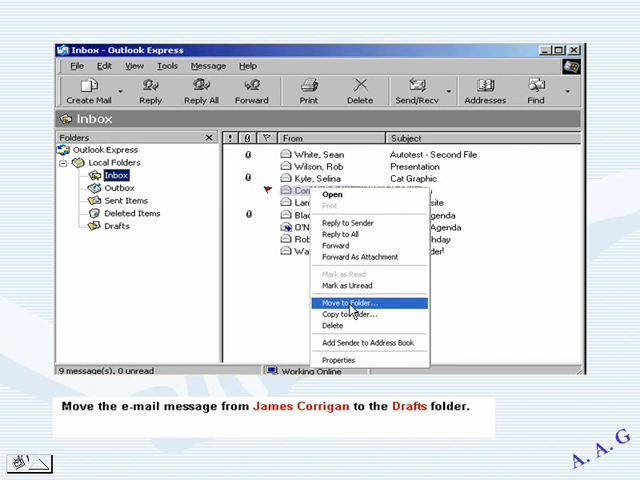 Inbox - Outlook Express
File Edit View Tools Message Help
Create Mail Reply Reply All Forward Print Delete Send/Recv Addresses Find
Inbox
Folders
Outlook Express
Local Folders
Inbox
Outbox
Sent Items
Deleted Items
Drafts
! From Subject
White, Sean Autotest - Second File
Wilson, Rob Presentation
Kyle, Selina Cat Graphic
Open
Print
Reply to Sender
Reply to All
Forward
Forward As Attachment
Mark as Read
Mark as Unread
Move to Folder...
Copy to Folder...
Delete
Add Sender to Address Book
Properties
9 message(s), 0 unread Working Online
Move the e-mail message from James Corrigan to the Drafts folder.
A. A. G